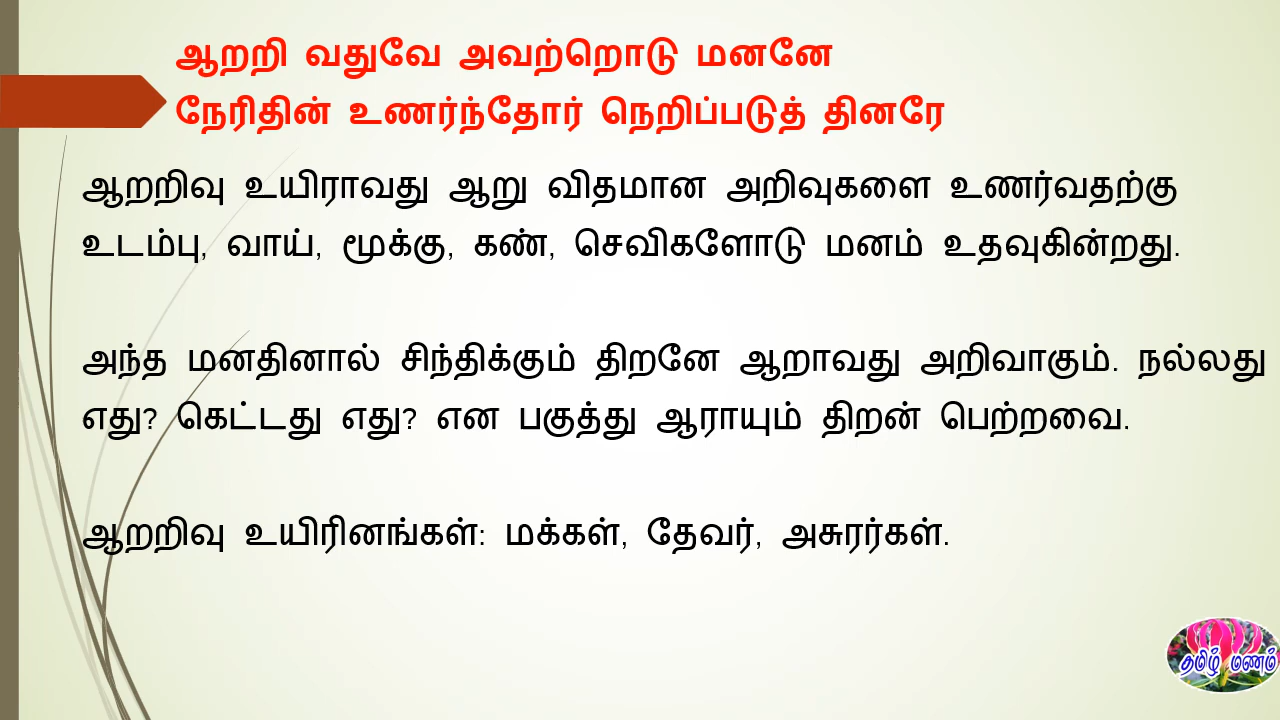 ஆறறி வதுவே அவற்றொடு மனனே
நேரிதின் உணர்ந்தோர் நெறிப்படுத் தினரே
ஆறறிவு உயிராவது ஆறு விதமான அறிவுகளை உணர்வதற்கு
உடம்பு, வாய், மூக்கு, கண், செவிகளோடு மனம் உதவுகின்றது.
அந்த மனதினால் சிந்திக்கும் திறனே ஆறாவது அறிவாகும். நல்லது
எது? கெட்டது எது? என பகுத்து ஆராயும் திறன் பெற்றவை.
ஆறறிவு உயிரினங்கள்: மக்கள், தேவர், அசுரர்கள்.
தமிழ் மணம்